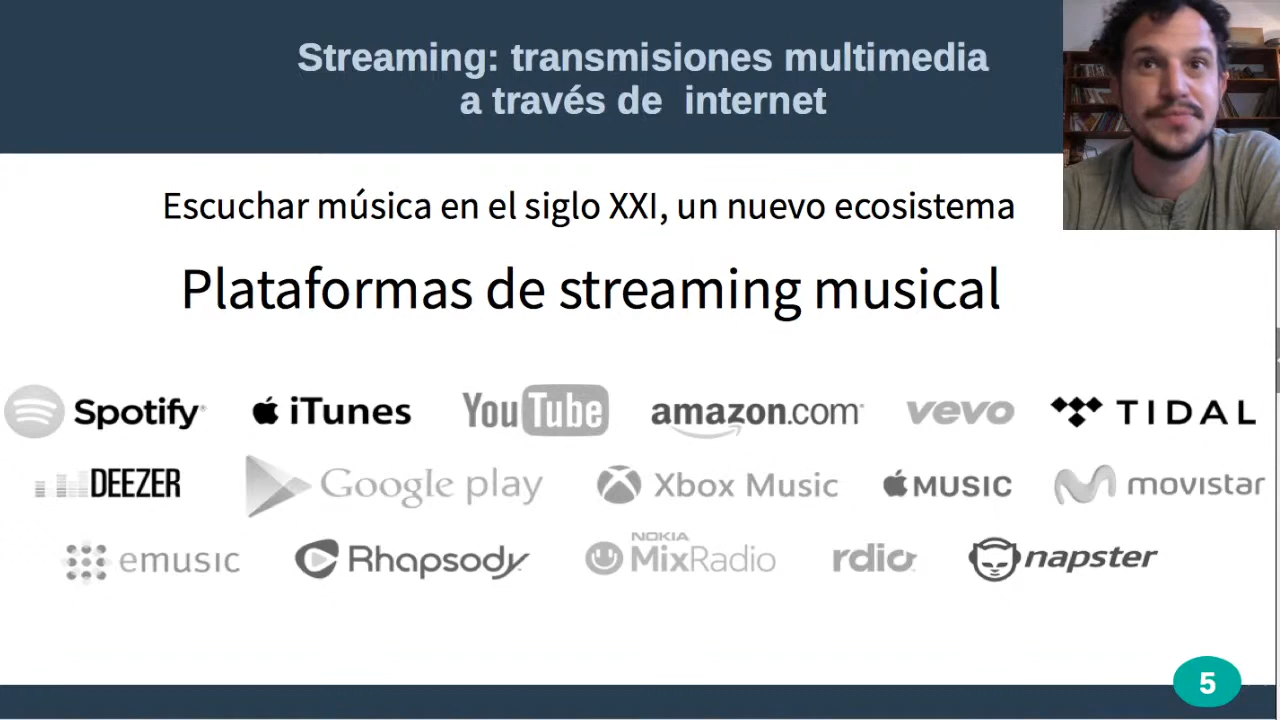 Streaming: transmisiones multimedia
a través de internet
Escuchar música en el siglo XXI, un nuevo ecosistema
Plataformas de streaming musical
Spotify iTunes YouTube amazon.com vevo TIDAL
DEEZER Google play Xbox Music MUSIC movistar
emusic Rhapsody NOKIA MixRadio rdio napster
5